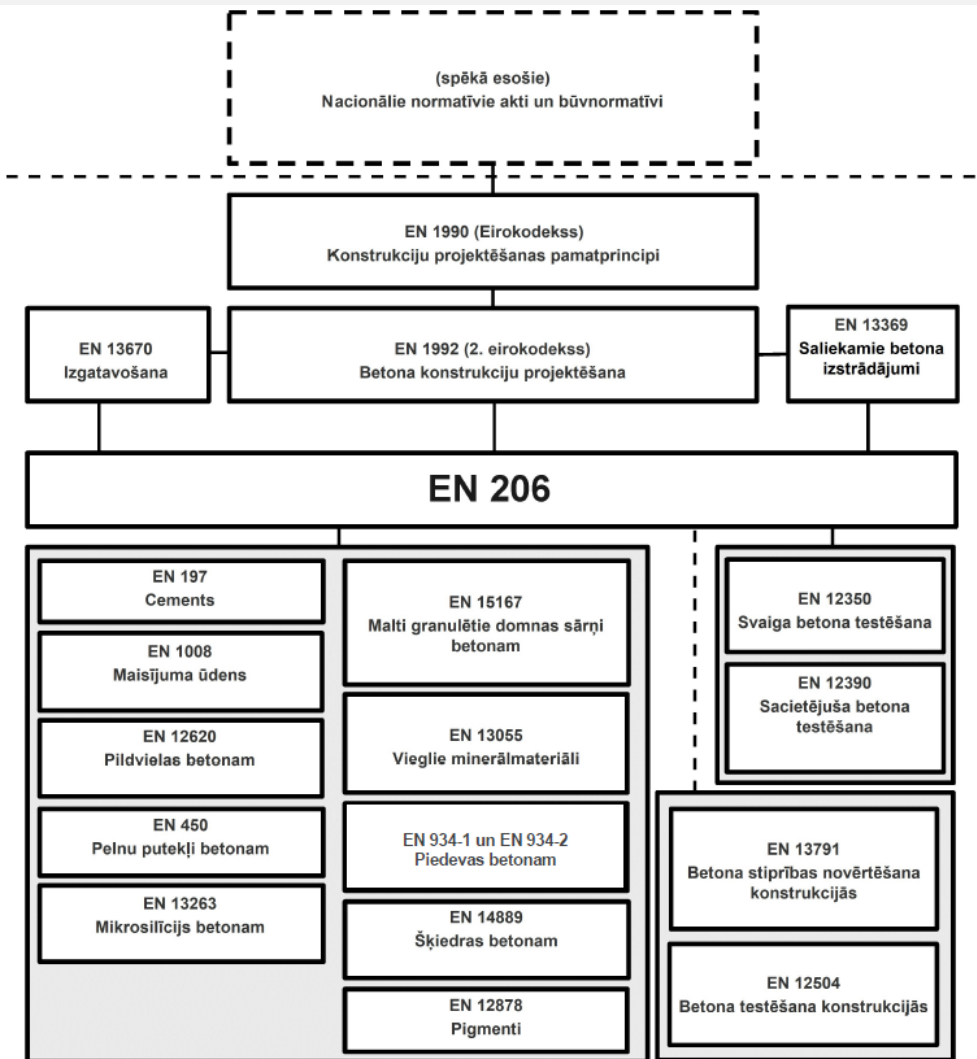 (spēkā esošie)
Nacionālie normatīvie akti un būvnormatīvi
EN 1990 (Eirokodekss)
Konstrukciju projektēšanas pamatprincipi
EN 13670
Izgatavošana
EN 1992 (2. eirokodekss)
Betona konstrukciju projektēšana
EN 13369
Saliekamie betona
izstrādājumi
EN 206
EN 197
Cements
EN 1008
Maisījuma ūdens
EN 12620
Pildvielas betonam
EN 450
Pelnu putekļi betonam
EN 13263
Mikrosilīcijs betonam
EN 15167
Malti granulētie domnas sārņi
betonam
EN 13055
Vieglie minerālmateriāli
EN 934-1 un EN 934-2
Piedevas betonam
EN 14889
Šķiedras betonam
EN 12878
Pigmenti
EN 12350
Svaiga betona testēšana
EN 12390
Sacietējuša betona
testēšana
EN 13791
Betona stiprības novērtēšana
konstrukcijās
EN 12504
Betona testēšana konstrukcijās